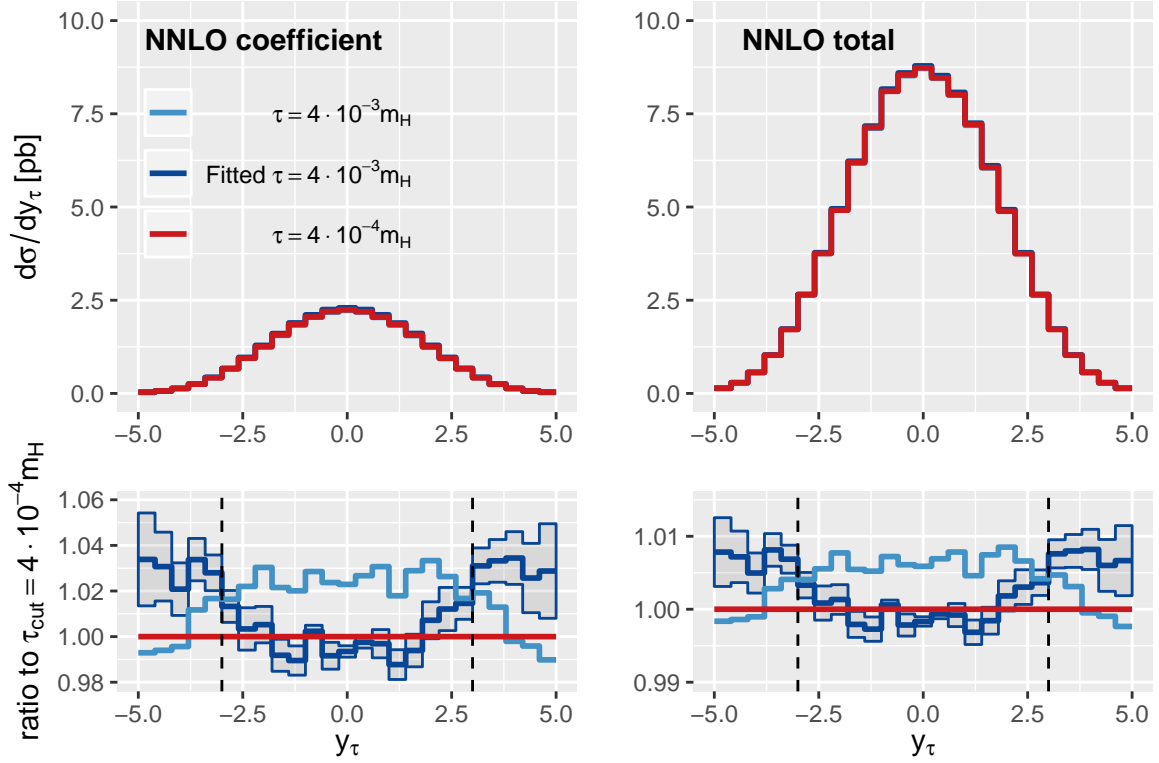 NNLO coefficient
NNLO total
τ = 4 · 10⁻³m_H
Fitted τ = 4 · 10⁻³m_H
τ = 4 · 10⁻⁴m_H
dσ/dy_τ [pb]
10.0
7.5
5.0
2.5
0.0
10.0
7.5
5.0
2.5
0.0
−5.0 −2.5 0.0 2.5 5.0
−5.0 −2.5 0.0 2.5 5.0
ratio to τ_cut = 4 · 10⁻⁴m_H
1.06
1.04
1.02
1.00
0.98
1.01
1.00
0.99
−5.0 −2.5 0.0 2.5 5.0
−5.0 −2.5 0.0 2.5 5.0
y_τ
y_τ